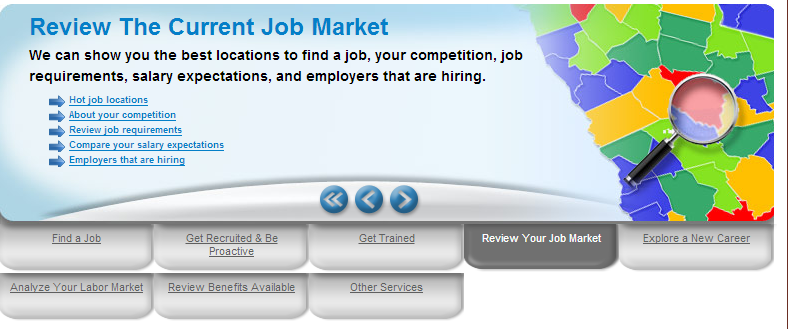 Review The Current Job Market
We can show you the best locations to find a job, your competition, job
requirements, salary expectations, and employers that are hiring.
Hot job locations
About your competition
Review job requirements
Compare your salary expectations
Employers that are hiring
Find a Job
Get Recruited & Be
Proactive
Get Trained
Review Your Job Market
Explore a New Career
Analyze Your Labor Market
Review Benefits Available
Other Services